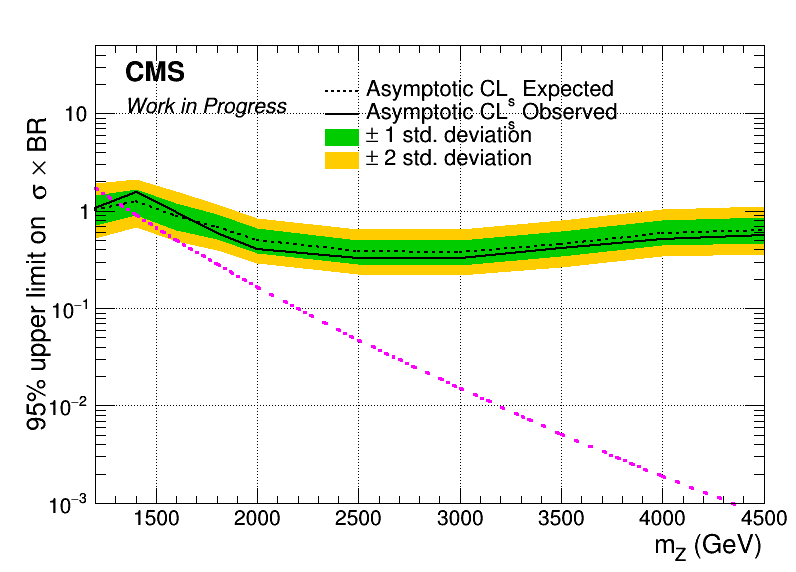 CMS
Work in Progress
Asymptotic CLs Expected
Asymptotic CLs Observed
± 1 std. deviation
± 2 std. deviation
95% upper limit on σ × BR
10
1
10⁻¹
10⁻²
10⁻³
1500 2000 2500 3000 3500 4000 4500
mZ (GeV)